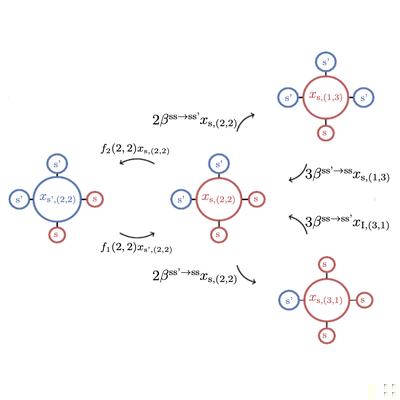 s'
s'
x_{s,(1,3)}
s'
s
2β^{ss→ss'}x_{s,(2,2)}
f_2(2,2)x_{s,(2,2)}
3β^{ss'→ss}x_{s,(1,3)}
s'
s'
x_{s',(2,2)}
s
s
s'
s'
x_{s,(2,2)}
s
s
3β^{ss→ss'}x_{I,(3,1)}
f_1(2,2)x_{s',(2,2)}
2β^{ss'→ss}x_{s,(2,2)}
s
s'
x_{s,(3,1)}
s
s